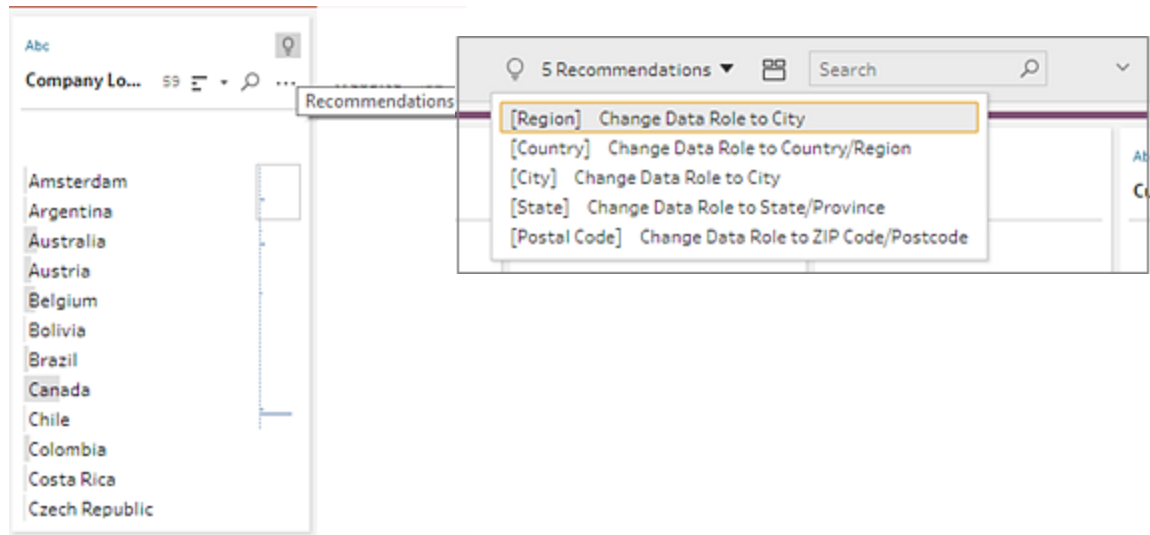 Abc
Company Lo... 59
Recommendations
Amsterdam
Argentina
Australia
Austria
Belgium
Bolivia
Brazil
Canada
Chile
Colombia
Costa Rica
Czech Republic
5 Recommendations ▼ Search
[Region] Change Data Role to City
[Country] Change Data Role to Country/Region
[City] Change Data Role to City
[State] Change Data Role to State/Province
[Postal Code] Change Data Role to ZIP Code/Postcode